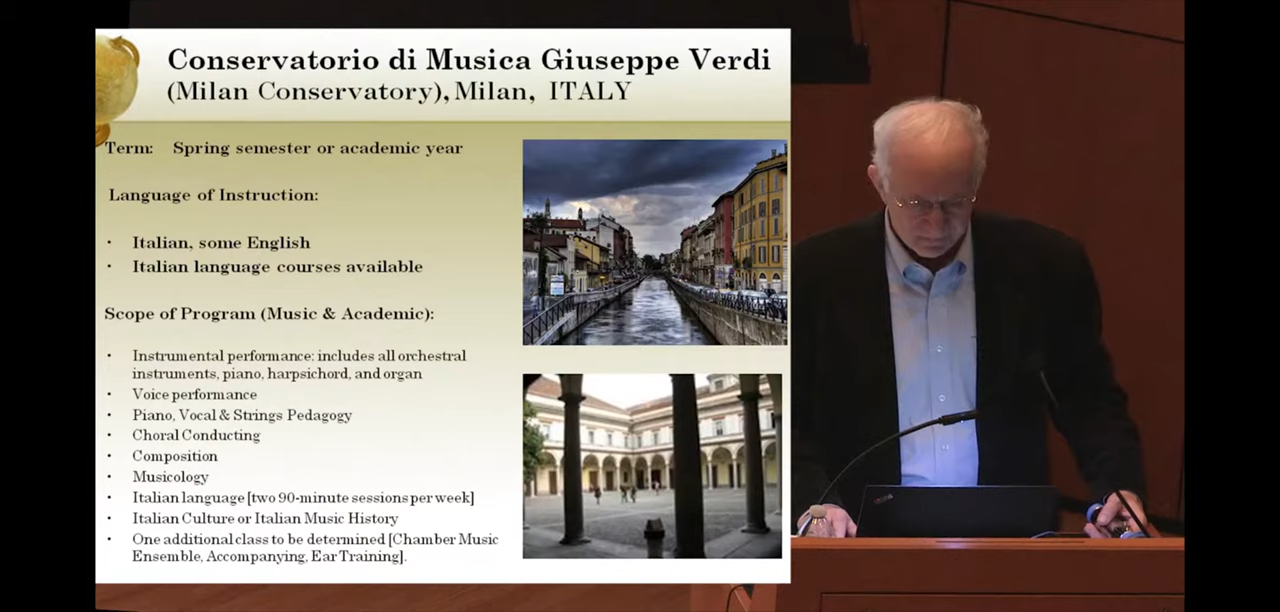 Conservatorio di Musica Giuseppe Verdi
(Milan Conservatory), Milan, ITALY
Term: Spring semester or academic year
Language of Instruction:
• Italian, some English
• Italian language courses available
Scope of Program (Music & Academic):
• Instrumental performance: includes all orchestral
instruments, piano, harpsichord, and organ
• Voice performance
• Piano, Vocal & Strings Pedagogy
• Choral Conducting
• Composition
• Musicology
• Italian language [two 90-minute sessions per week]
• Italian Culture or Italian Music History
• One additional class to be determined [Chamber Music
Ensemble, Accompanying, Ear Training].